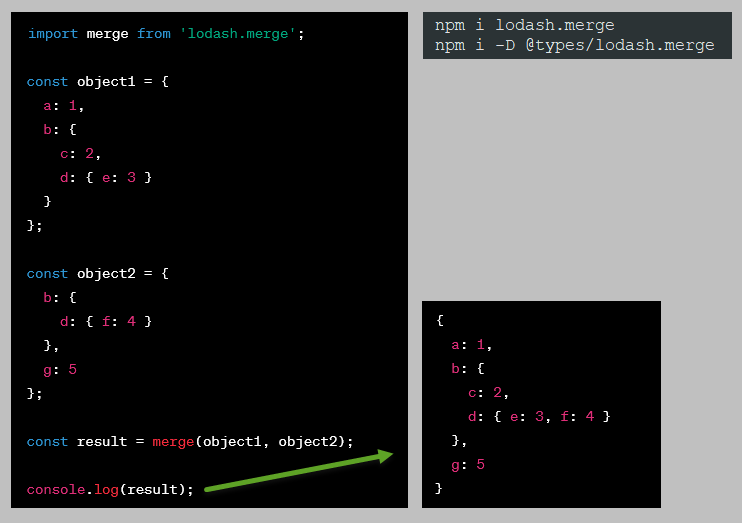 import merge from 'lodash.merge';
const object1 = {
  a: 1,
  b: {
    c: 2,
    d: { e: 3 }
  }
};
const object2 = {
  b: {
    d: { f: 4 }
  },
  g: 5
};
const result = merge(object1, object2);
console.log(result);
npm i lodash.merge
npm i -D @types/lodash.merge
{
  a: 1,
  b: {
    c: 2,
    d: { e: 3, f: 4 }
  },
  g: 5
}